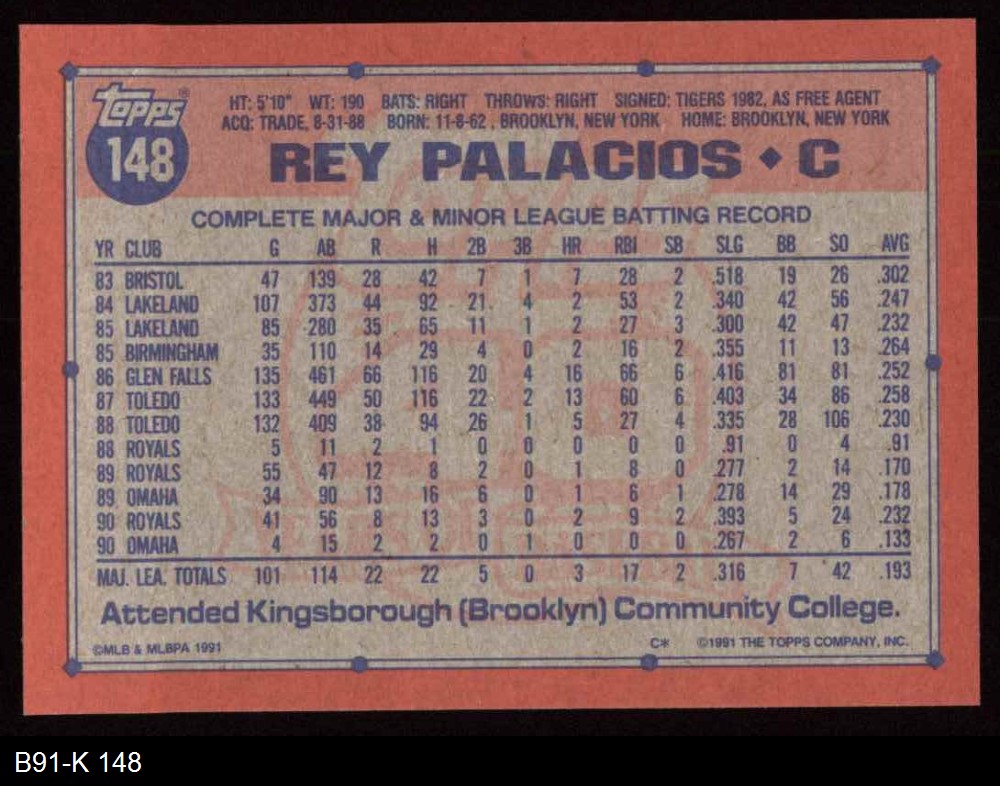 topps®
148
HT: 5'10" WT: 190 BATS: RIGHT THROWS: RIGHT SIGNED: TIGERS 1982, AS FREE AGENT
ACQ: TRADE, 8-31-88 BORN: 11-8-62, BROOKLYN, NEW YORK HOME: BROOKLYN, NEW YORK
REY PALACIOS ♦ C
COMPLETE MAJOR & MINOR LEAGUE BATTING RECORD
YR CLUB G AB R H 2B 3B HR RBI SB SLG BB SO AVG
83 BRISTOL 47 139 28 42 7 1 7 28 2 .518 19 26 .302
84 LAKELAND 107 373 44 92 21 4 2 53 2 .340 42 56 .247
85 LAKELAND 85 280 35 65 11 1 2 27 3 .300 42 47 .232
85 BIRMINGHAM 35 110 14 29 4 0 2 16 2 .355 11 13 .264
86 GLEN FALLS 135 461 66 116 20 4 16 66 6 .416 81 81 .252
87 TOLEDO 133 449 50 116 22 2 13 60 6 .403 34 86 .258
88 TOLEDO 132 409 38 94 26 1 5 27 4 .335 28 106 .230
88 ROYALS 5 11 2 1 0 0 0 0 0 .91 0 4 .91
89 ROYALS 55 47 12 8 2 0 1 8 0 .277 2 14 .170
89 OMAHA 34 90 13 16 6 0 1 6 1 .278 14 29 .178
90 ROYALS 41 56 8 13 3 0 2 9 2 .393 5 24 .232
90 OMAHA 4 15 2 2 0 1 0 0 0 .267 2 6 .133
MAJ. LEA. TOTALS 101 114 22 22 5 0 3 17 2 .316 7 42 .193
Attended Kingsborough (Brooklyn) Community College.
©MLB & MLBPA 1991 C* ©1991 THE TOPPS COMPANY, INC.
B91-K 148